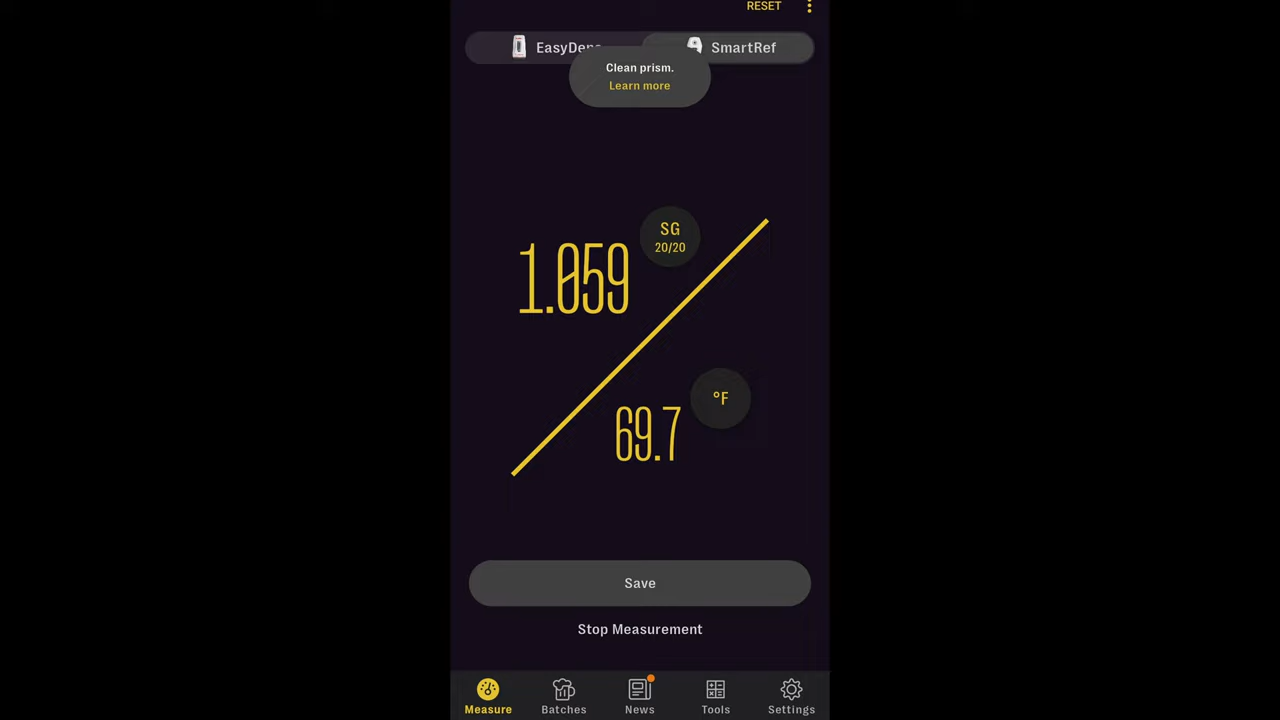 RESET
EasyDens SmartRef
Clean prism.
Learn more
SG
20/20
1.059
°F
69.7
Save
Stop Measurement
Measure Batches News Tools Settings